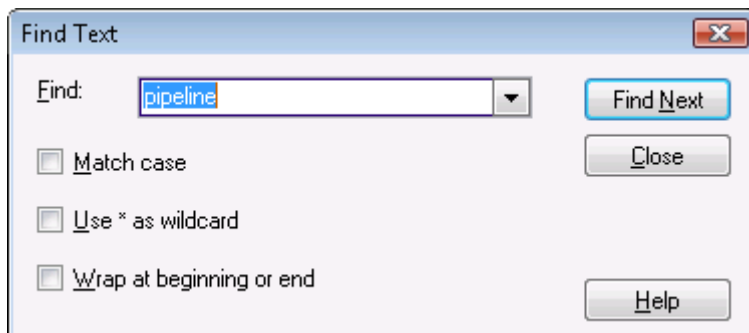 Find Text
Find: pipeline Find Next
Close
Match case
Use * as wildcard
Wrap at beginning or end
Help